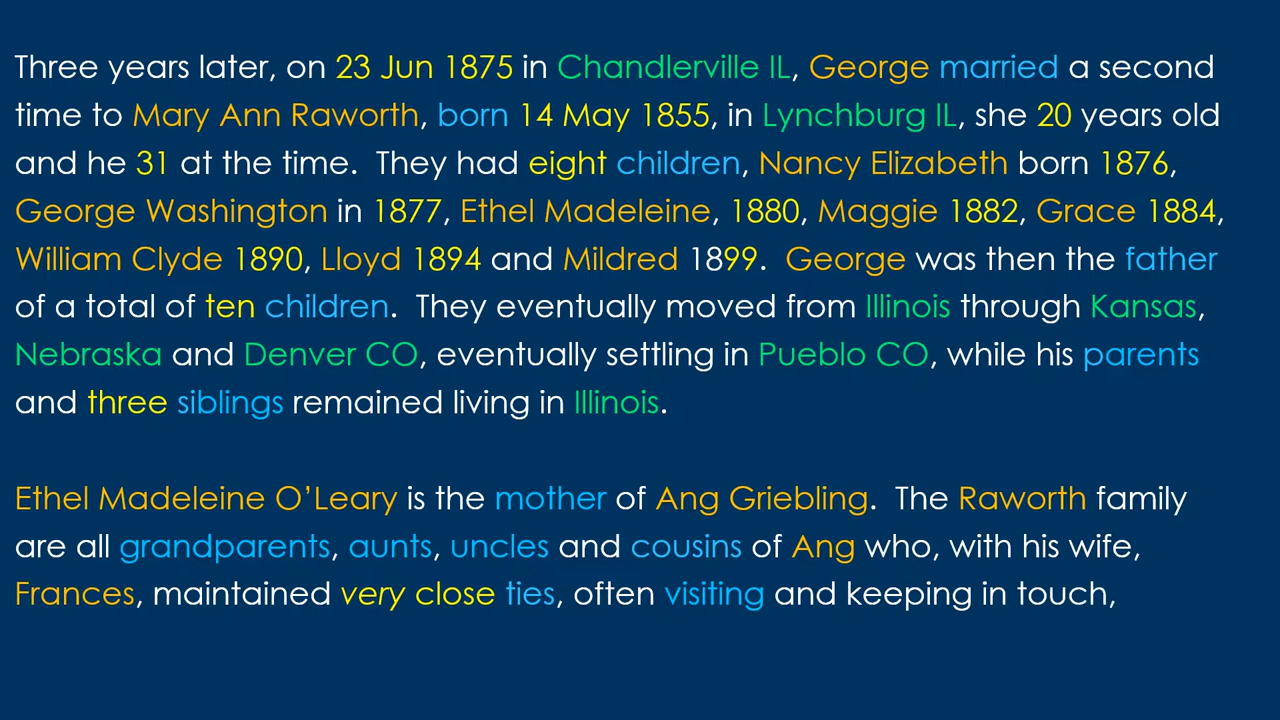 Three years later, on 23 Jun 1875 in Chandlerville IL, George married a second
time to Mary Ann Raworth, born 14 May 1855, in Lynchburg IL, she 20 years old
and he 31 at the time.  They had eight children, Nancy Elizabeth born 1876,
George Washington in 1877, Ethel Madeleine, 1880, Maggie 1882, Grace 1884,
William Clyde 1890, Lloyd 1894 and Mildred 1899.  George was then the father
of a total of ten children.  They eventually moved from Illinois through Kansas,
Nebraska and Denver CO, eventually settling in Pueblo CO, while his parents
and three siblings remained living in Illinois.
Ethel Madeleine O’Leary is the mother of Ang Griebling.  The Raworth family
are all grandparents, aunts, uncles and cousins of Ang who, with his wife,
Frances, maintained very close ties, often visiting and keeping in touch,